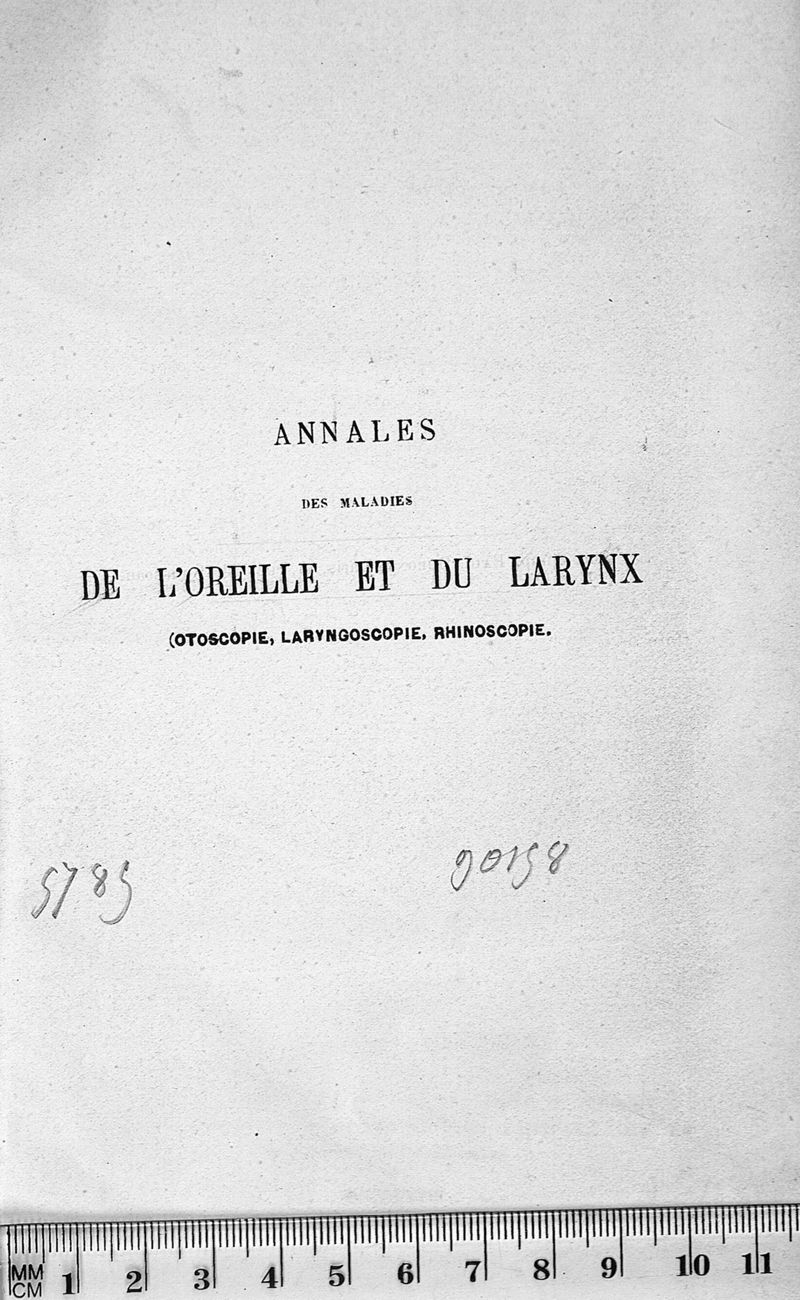 ANNALES
DES MALADIES
DE L'OREILLE ET DU LARYNX
(OTOSCOPIE, LARYNGOSCOPIE, RHINOSCOPIE.
5785 90158
MM
CM 1 2 3 4 5 6 7 8 9 10 11